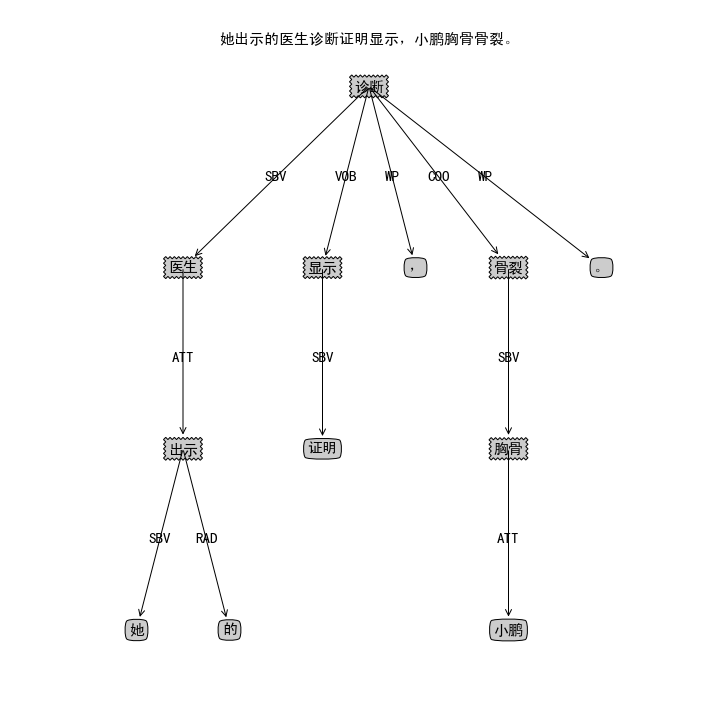 她出示的医生诊断证明显示，小鹏胸骨骨裂。
诊断
SBV VOB WP COO WP
医生 显示 ， 骨裂 。
ATT SBV SBV
出示 证明 胸骨
SBV RAD ATT
她 的 小鹏